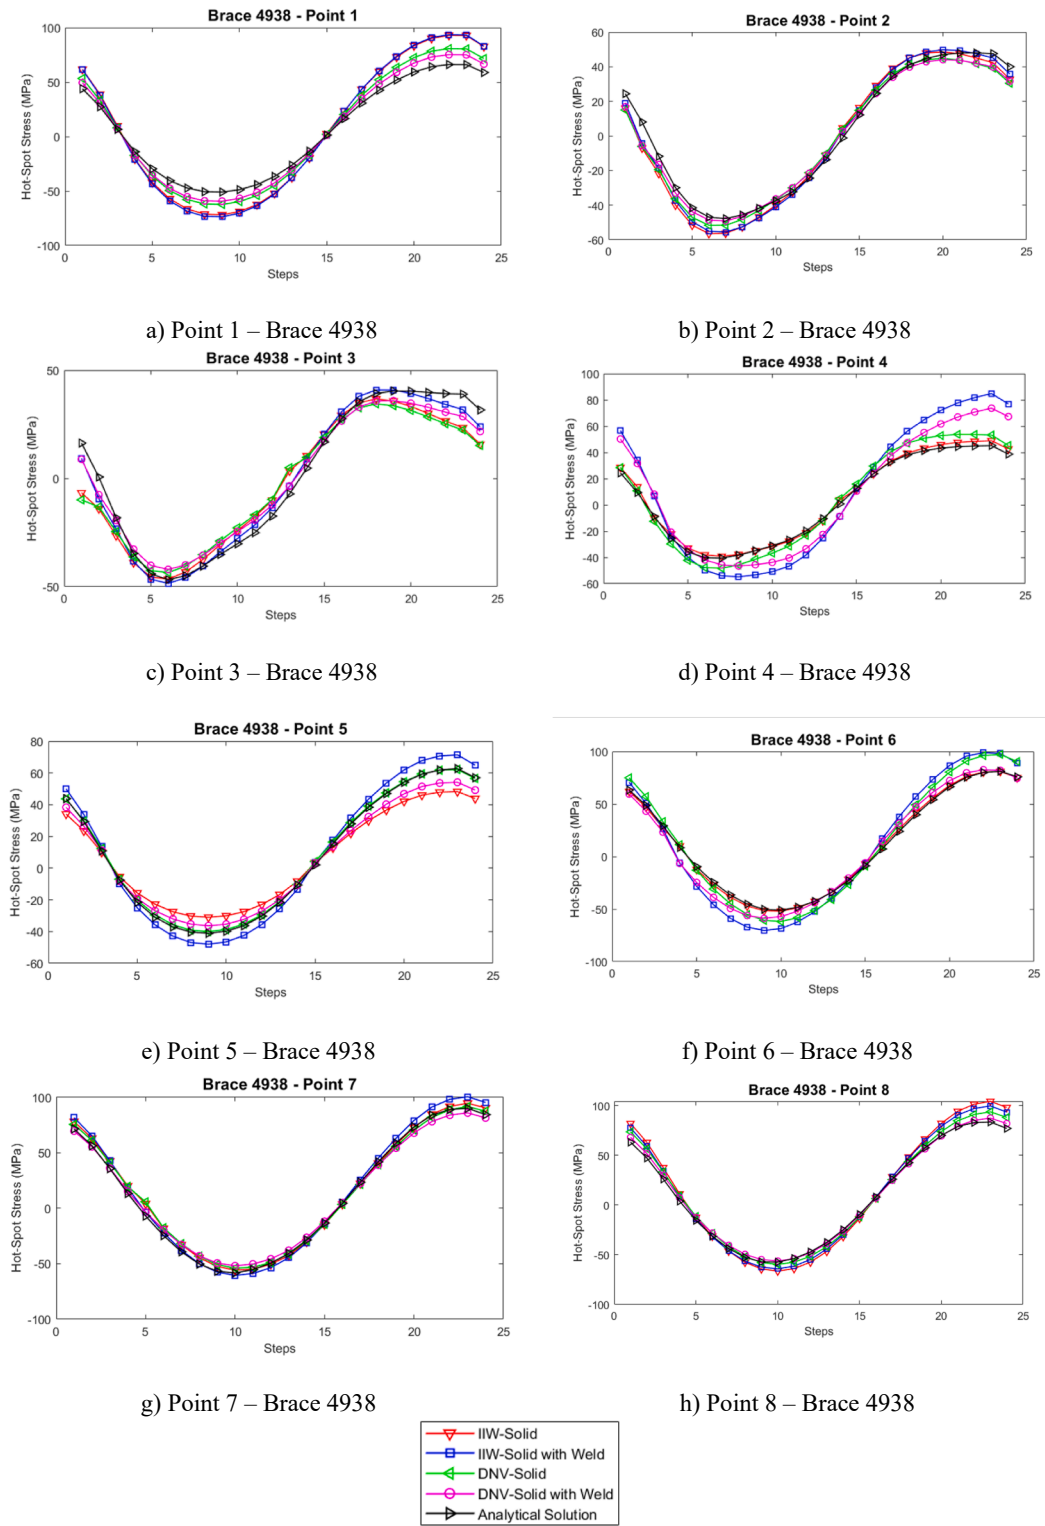 Brace 4938 - Point 1
Hot-Spot Stress (MPa)
100
50
0
-50
-100
0 5 10 15 20 25
Steps
a) Point 1 – Brace 4938
Brace 4938 - Point 2
Hot-Spot Stress (MPa)
60
40
20
0
-20
-40
-60
0 5 10 15 20 25
Steps
b) Point 2 – Brace 4938
Brace 4938 - Point 3
Hot-Spot Stress (MPa)
50
0
-50
0 5 10 15 20 25
Steps
c) Point 3 – Brace 4938
Brace 4938 - Point 4
Hot-Spot Stress (MPa)
100
80
60
40
20
0
-20
-40
-60
0 5 10 15 20 25
Steps
d) Point 4 – Brace 4938
Brace 4938 - Point 5
Hot-Spot Stress (MPa)
80
60
40
20
0
-20
-40
-60
0 5 10 15 20 25
Steps
e) Point 5 – Brace 4938
Brace 4938 - Point 6
Hot-Spot Stress (MPa)
100
50
0
-50
-100
0 5 10 15 20 25
Steps
f) Point 6 – Brace 4938
Brace 4938 - Point 7
Hot-Spot Stress (MPa)
100
50
0
-50
-100
0 5 10 15 20 25
Steps
g) Point 7 – Brace 4938
Brace 4938 - Point 8
Hot-Spot Stress (MPa)
100
50
0
-50
-100
0 5 10 15 20 25
Steps
h) Point 8 – Brace 4938
IIW-Solid
IIW-Solid with Weld
DNV-Solid
DNV-Solid with Weld
Analytical Solution